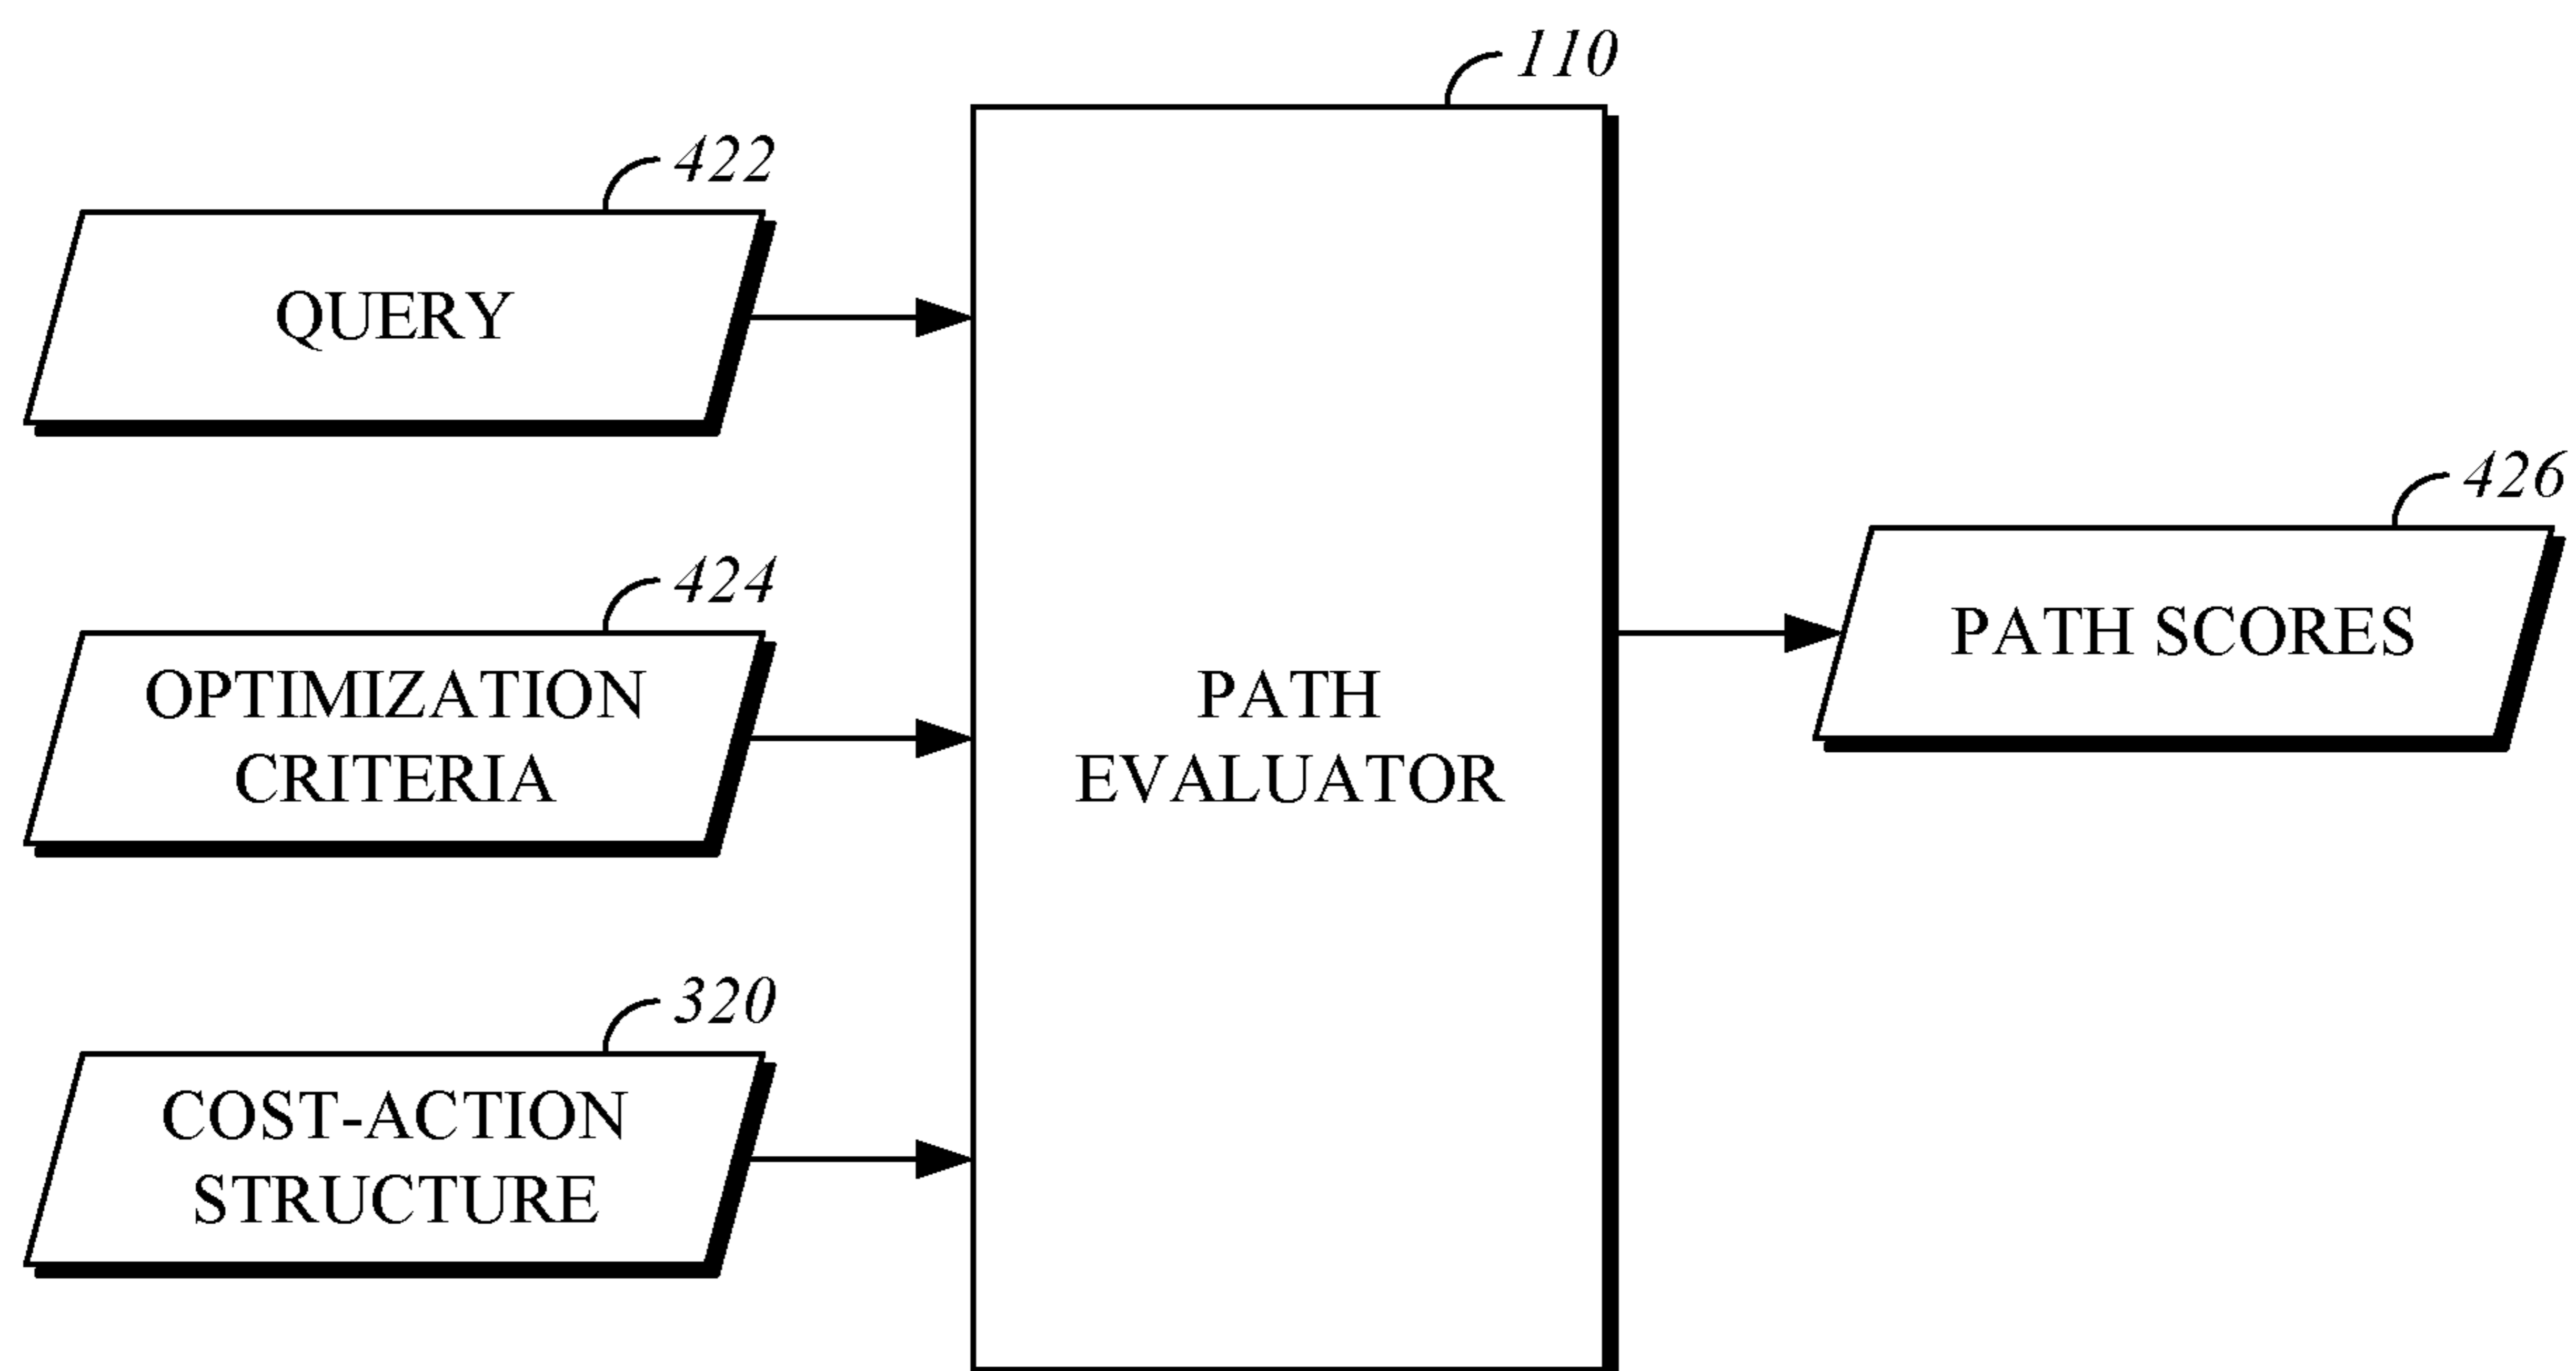 110
422
QUERY
426
424
PATH SCORES
OPTIMIZATION
CRITERIA
PATH
EVALUATOR
320
COST-ACTION
STRUCTURE